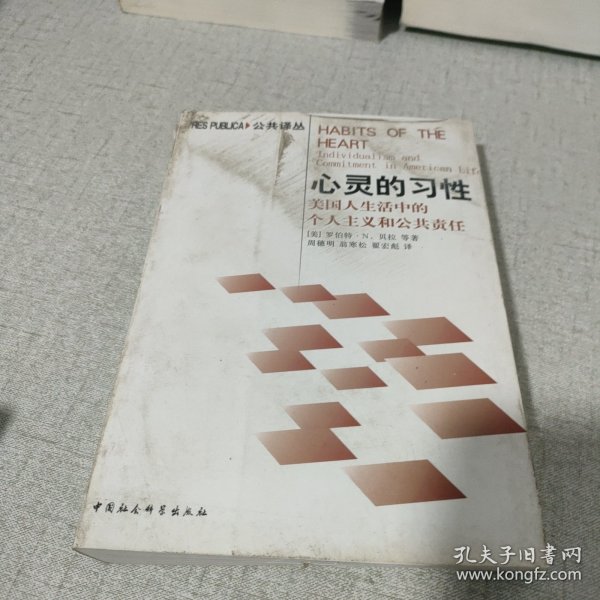 RES PUBLICA 公共译丛
HABITS OF THE
HEART
Individualism and
Commitment in American Life
心灵的习性
美国人生活中的
个人主义和公共责任
[美] 罗伯特·N.贝拉 等著
周穗明 翁寒松 翟宏彪 译
中国社会科学出版社
孔夫子旧书网
www.kongfz.com